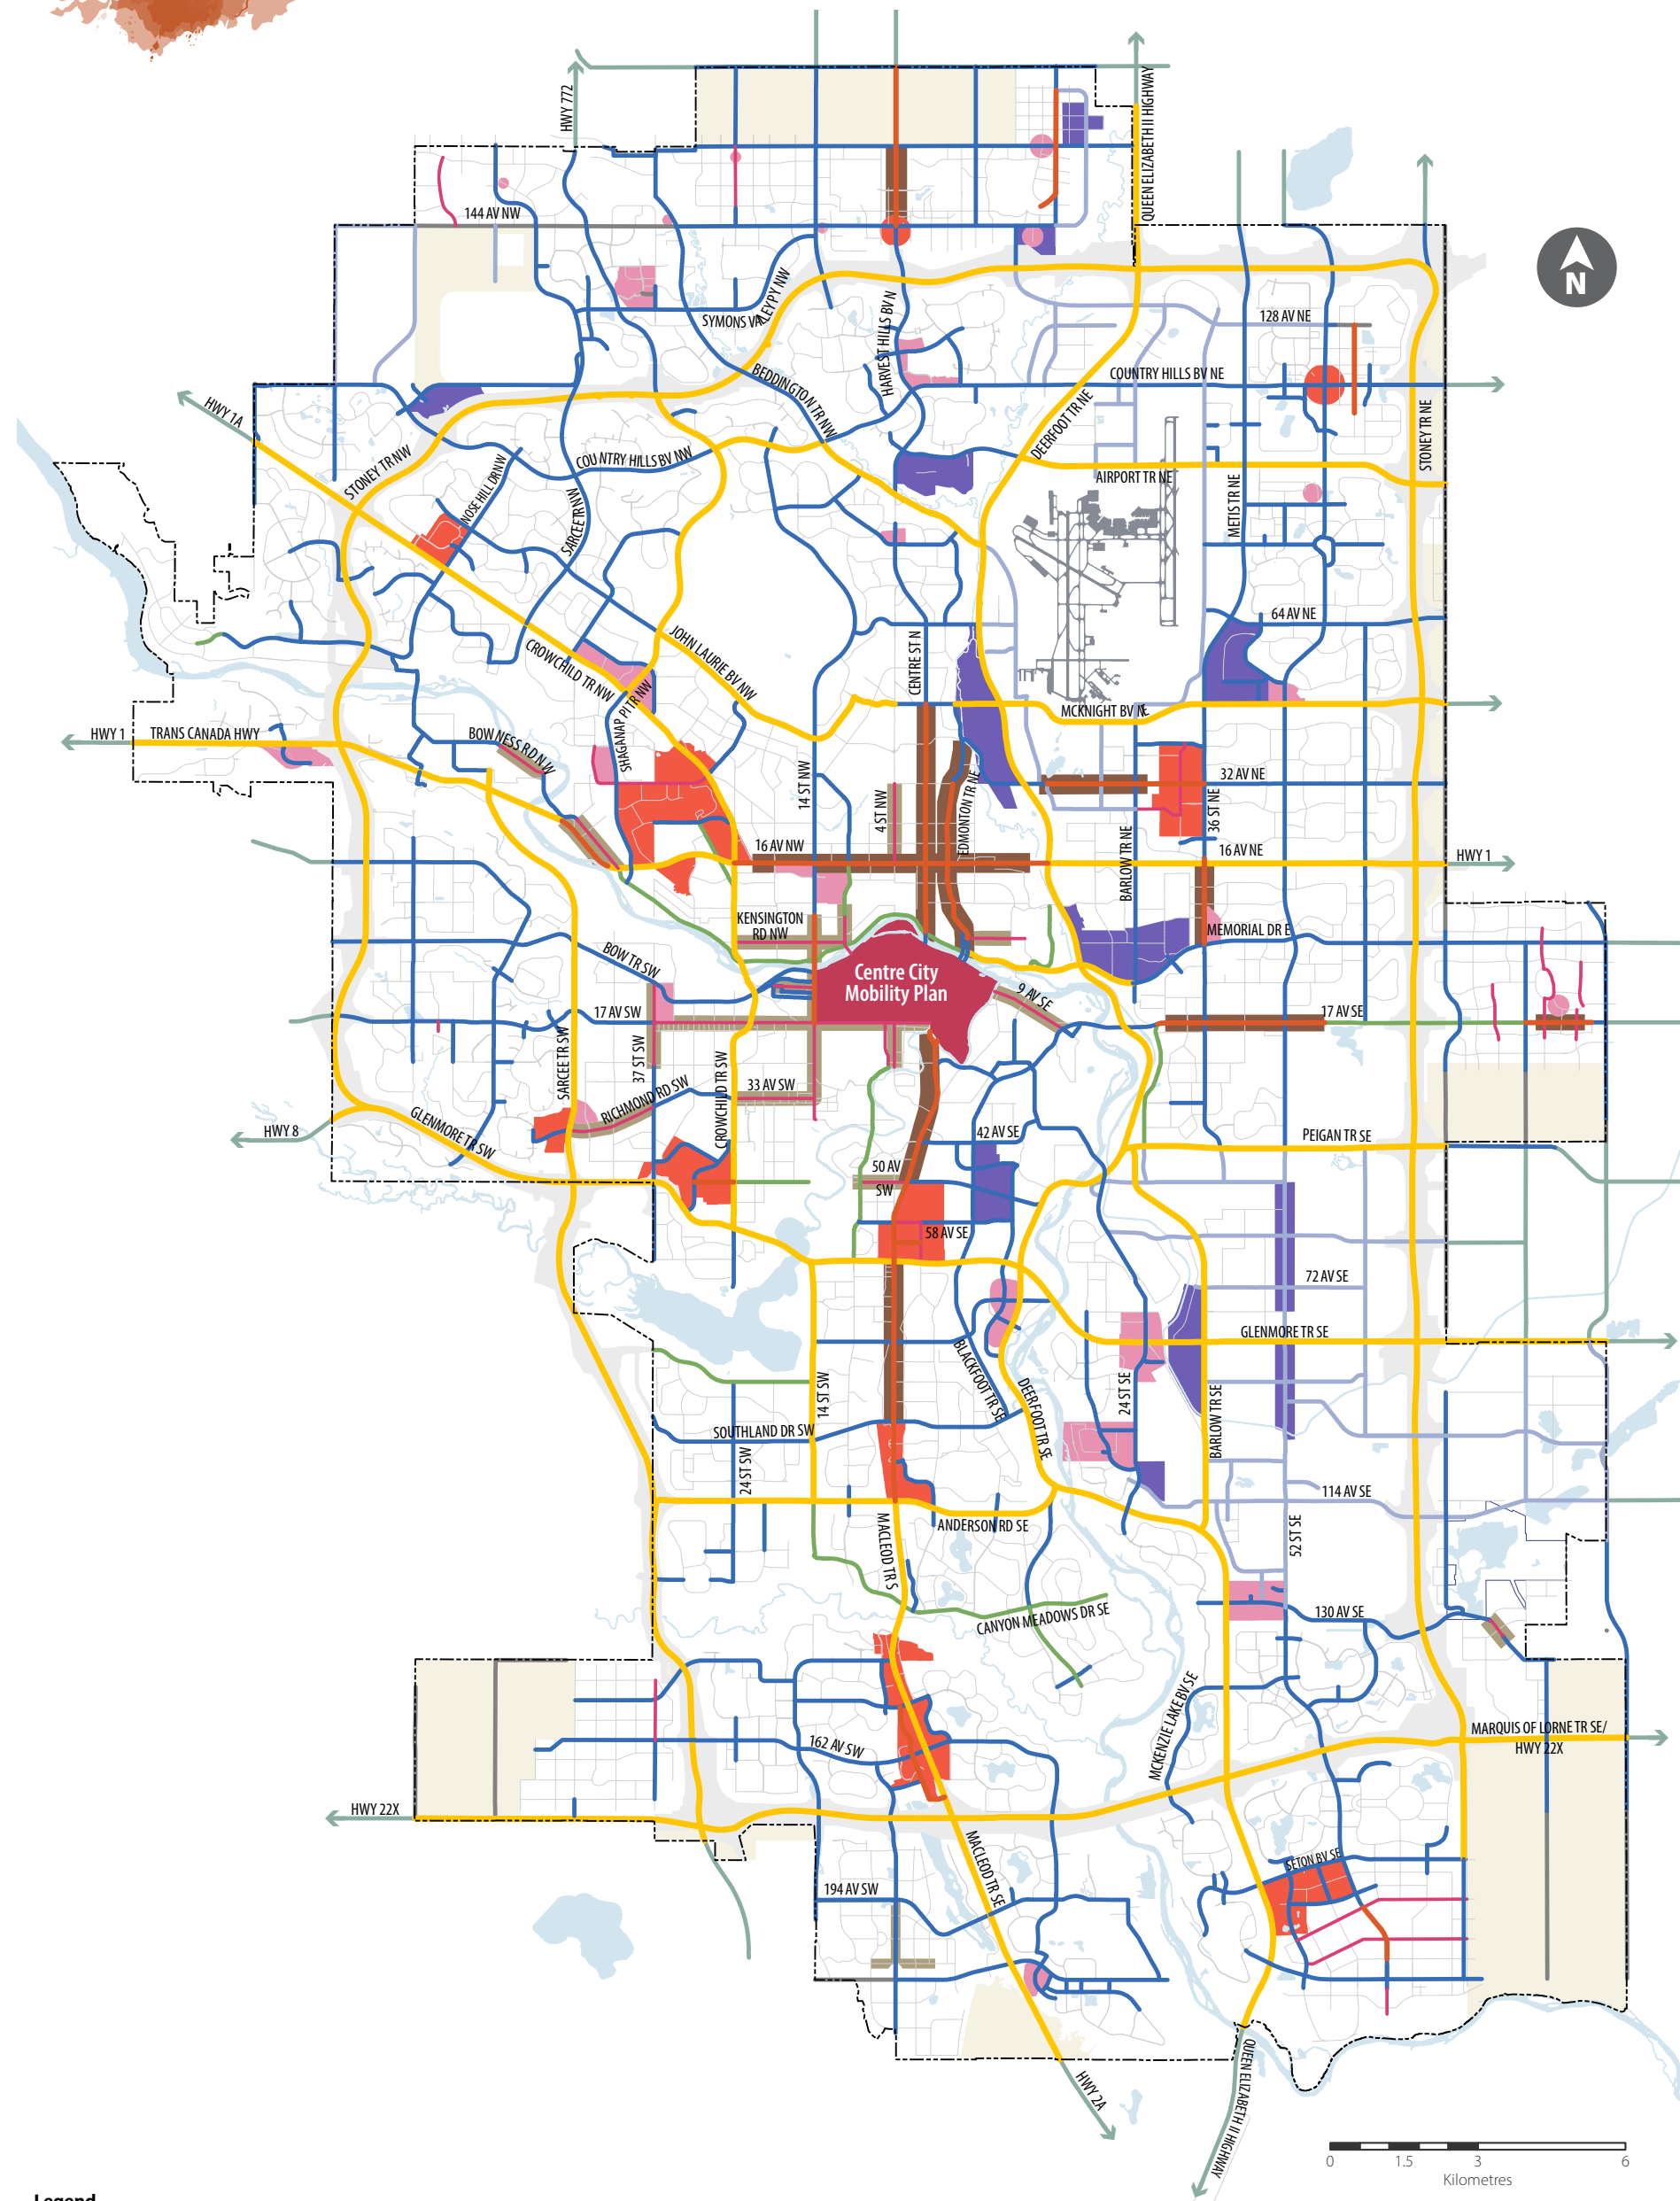 QUEEN ELIZABETH II HIGHWAY
HWY 772
144 AV NW
N
SYMONS VALLEY PY NW
HARVEST HILLS BV N
128 AV NE
BEDDINGTON TR NW
COUNTRY HILLS BV NE
HWY 1A
DEERFOOT TR NE
STONEY TR NE
STONEY TR NW
NOSE HILL DR NW
COUNTRY HILLS BV NW
SARCEE TR NW
AIRPORT TR NE
METIS TR NE
64 AV NE
JOHN LAURIE BV NW
CENTRE ST N
CROWCHILD TR NW
SHAGANAPPI TR NW
MCKNIGHT BV NE
HWY 1
TRANS CANADA HWY
BOWNESS RD NW
14 ST NW
4 ST NW
EDMONTON TR NE
32 AV NE
36 ST NE
BARLOW TR NE
16 AV NW
16 AV NE
HWY 1
KENSINGTON
RD NW
MEMORIAL DR E
BOW TR SW
Centre City
Mobility Plan
9 AV SE
17 AV SW
17 AV SE
SARCEE TR SW
37 ST SW
CROWCHILD TR SW
33 AV SW
RICHMOND RD SW
HWY 8
GLENMORE TR SW
42 AV SE
PEIGAN TR SE
50 AV
SW
58 AV SE
72 AV SE
GLENMORE TR SE
BLACKFOOT TR SE
DEERFOOT TR SE
24 ST SE
BARLOW TR SE
14 ST SW
SOUTHLAND DR SW
24 ST SW
114 AV SE
ANDERSON RD SE
52 ST SE
MACLEOD TR S
CANYON MEADOWS DR SE
130 AV SE
MCKENZIE LAKE BV SE
MARQUIS OF LORNE TR SE/
HWY 22X
162 AV SW
HWY 22X
MACLEOD TR SE
SETON BV SE
194 AV SW
HWY 2A
QUEEN ELIZABETH II HIGHWAY
0 1.5 3 6
Kilometres
Legend